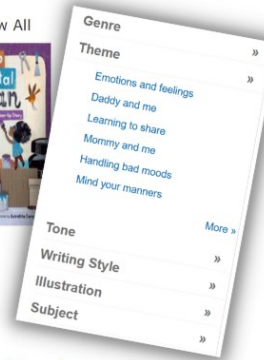 w All
Genre »
Theme »
Emotions and feelings
Daddy and me
Learning to share
Mommy and me
Handling bad moods
Mind your manners
More »
Tone »
Writing Style »
Illustration »
Subject »